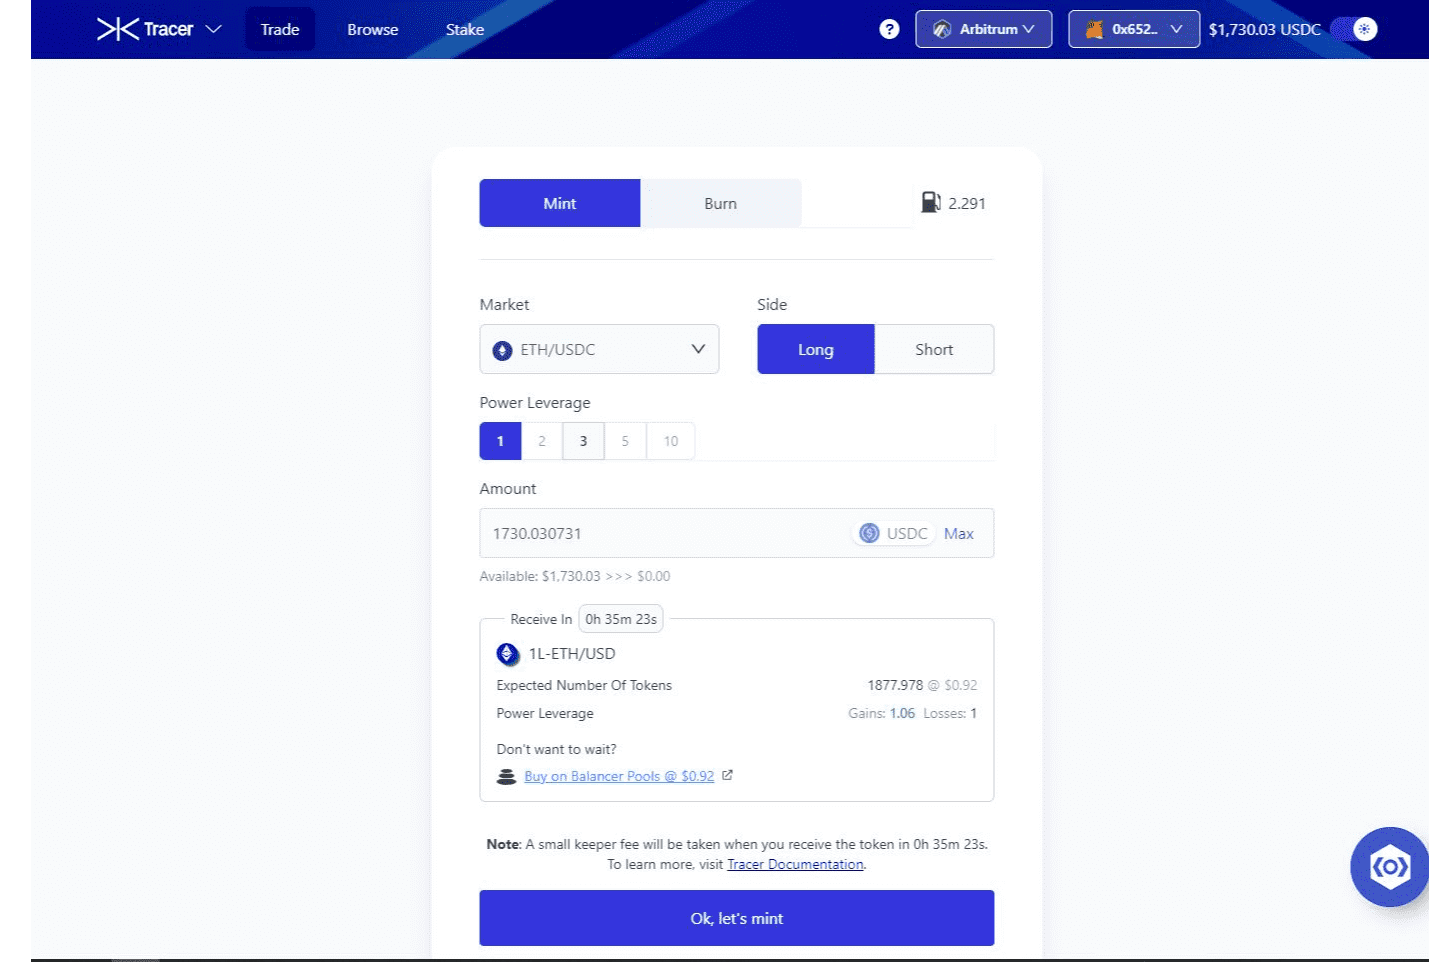 Tracer Trade Browse Stake ? Arbitrum 0x652.. $1,730.03 USDC
Mint Burn 2.291
Market Side
ETH/USDC Long Short
Power Leverage
1 2 3 5 10
Amount
1730.030731 USDC Max
Available: $1,730.03 >>> $0.00
Receive In 0h 35m 23s
1L-ETH/USD
Expected Number Of Tokens 1877.978 @ $0.92
Power Leverage Gains: 1.06 Losses: 1
Don't want to wait?
Buy on Balancer Pools @ $0.92
Note: A small keeper fee will be taken when you receive the token in 0h 35m 23s.
To learn more, visit Tracer Documentation.
Ok, let's mint